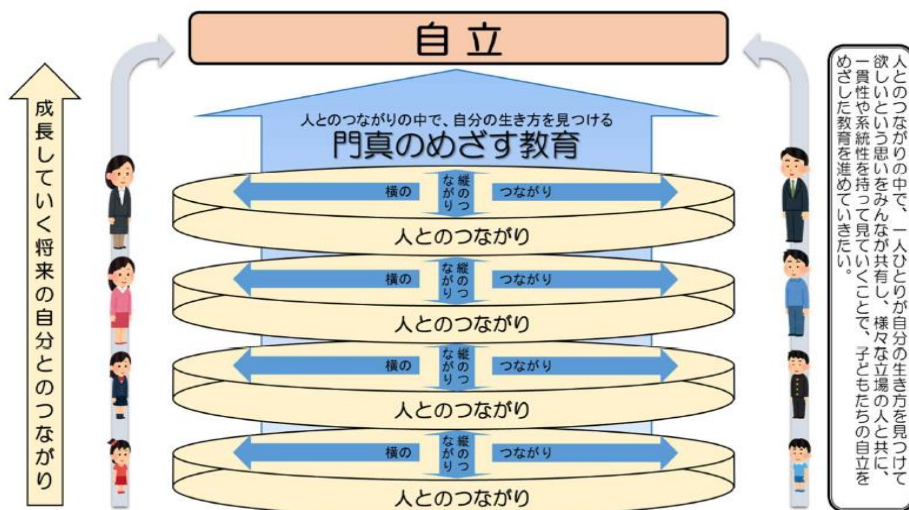 自立
人とのつながりの中で、自分の生き方を見つける
門真のめざす教育
横の
縦のつ
ながり
つながり
人とのつながり
横の
縦のつ
ながり
つながり
人とのつながり
横の
縦のつ
ながり
つながり
人とのつながり
横の
縦のつ
ながり
つながり
人とのつながり
成長していく将来の自分とのつながり
人とのつながりの中で、一人ひとりが自分の生き方を見つけて
欲しいという思いをみんなが共有し、様々な立場の人と共に、
一貫性や系統性を持って見ていくことで、子どもたちの自立を
めざした教育を進めていきたい。